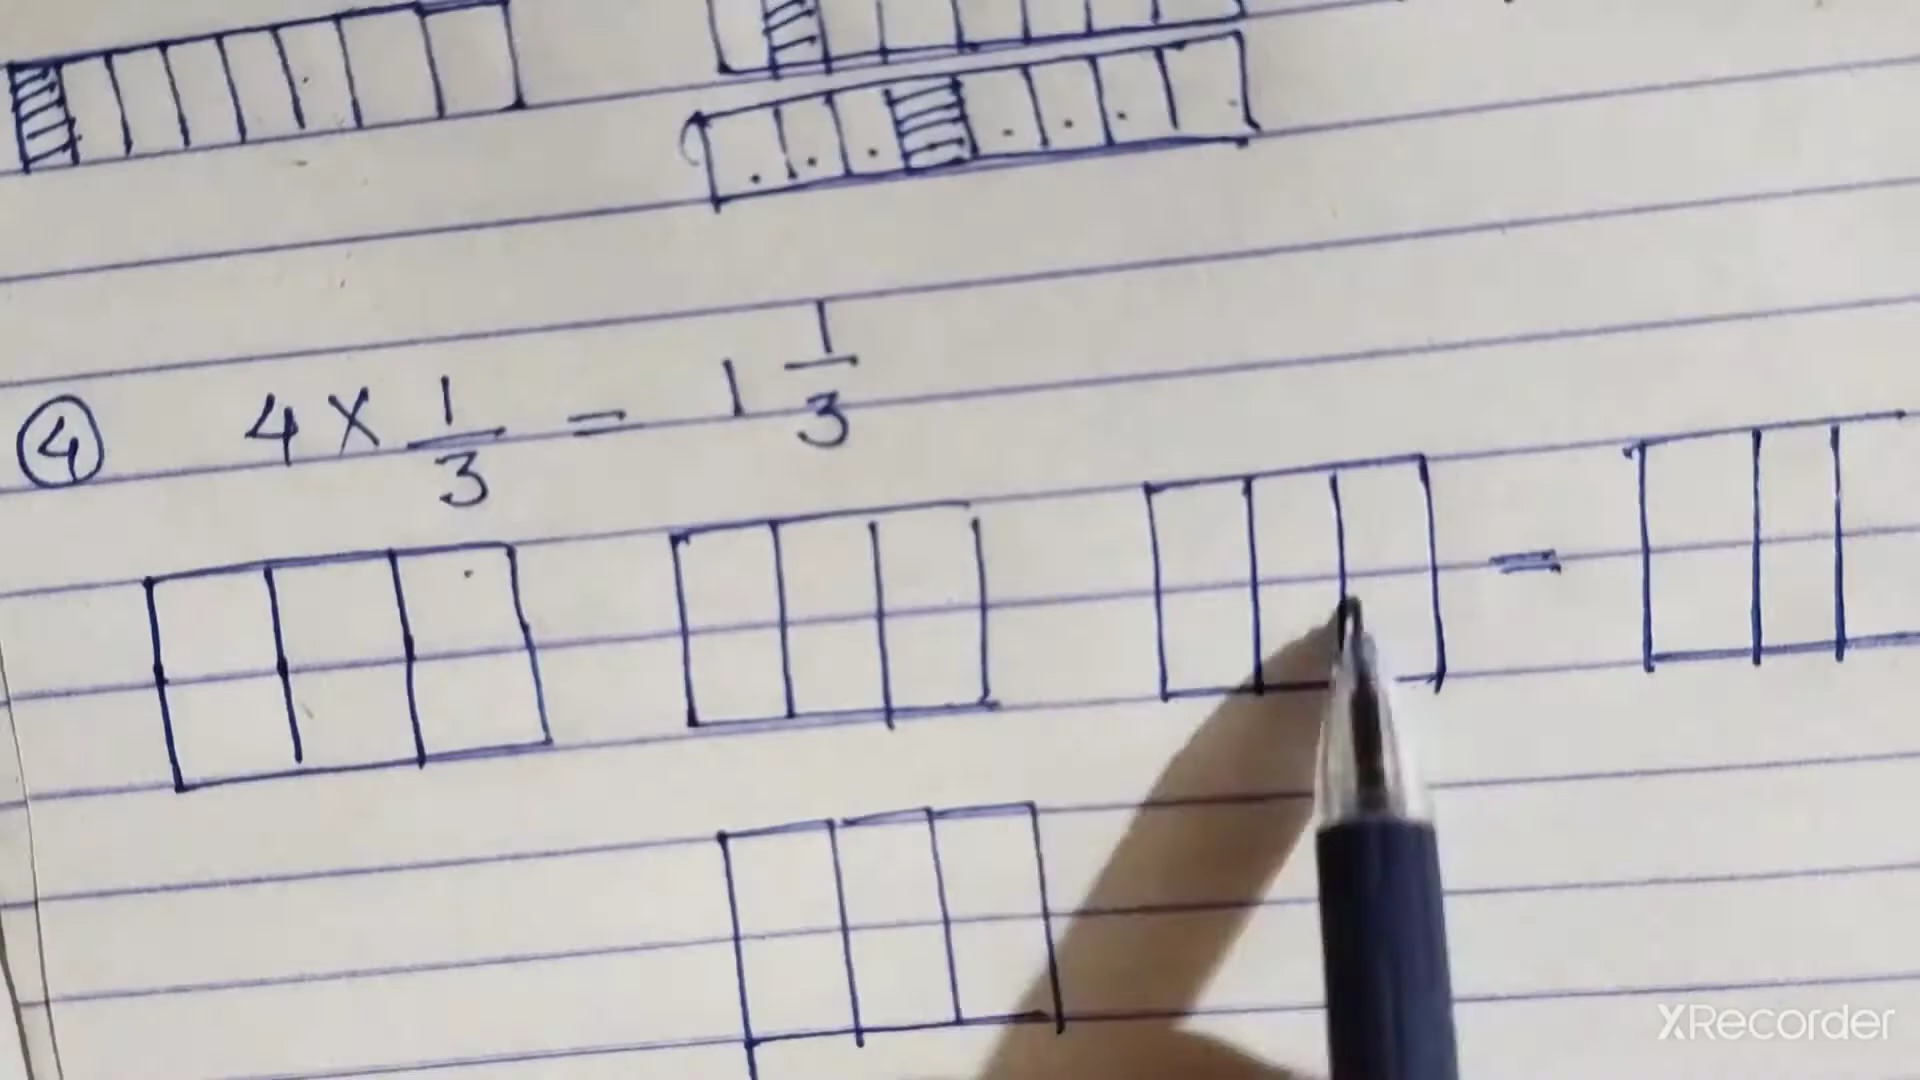 ④ 4 × 1/3 = 1 1/3
=
XRecorder